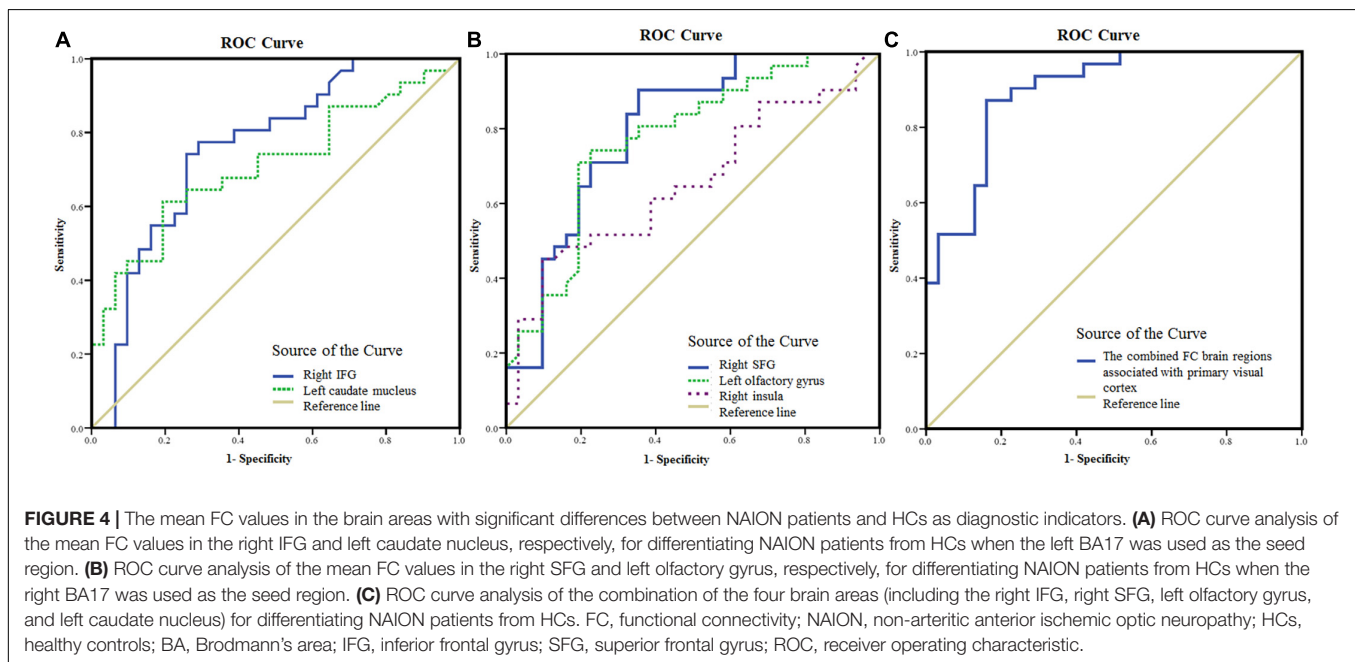 A
ROC Curve
1.0
0.8
0.6
0.4
0.2
0.0
Sensitivity
Source of the Curve
Right IFG
Left caudate mucleus
Reference line
0.0 0.2 0.4 0.6 0.8 1.0
1- Specificity
B
ROC Curve
1.0
0.8
0.6
0.4
0.2
0.0
Sensitivity
Source of the Curve
Right SFG
Left olfactory gyrus
Right insula
Reference line
0.0 0.2 0.4 0.6 0.8 1.0
1- Specificity
C
ROC Curve
1.0
0.8
0.6
0.4
0.2
0.0
Sensitivity
Source of the Curve
The combined FC brain regions
associated with primary visual
cortex
Reference line
0.0 0.2 0.4 0.6 0.8 1.0
1- Specificity
FIGURE 4 | The mean FC values in the brain areas with significant differences between NAION patients and HCs as diagnostic indicators. (A) ROC curve analysis of
the mean FC values in the right IFG and left caudate nucleus, respectively, for differentiating NAION patients from HCs when the left BA17 was used as the seed
region. (B) ROC curve analysis of the mean FC values in the right SFG and left olfactory gyrus, respectively, for differentiating NAION patients from HCs when the
right BA17 was used as the seed region. (C) ROC curve analysis of the combination of the four brain areas (including the right IFG, right SFG, left olfactory gyrus,
and left caudate nucleus) for differentiating NAION patients from HCs. FC, functional connectivity; NAION, non-arteritic anterior ischemic optic neuropathy; HCs,
healthy controls; BA, Brodmann's area; IFG, inferior frontal gyrus; SFG, superior frontal gyrus; ROC, receiver operating characteristic.